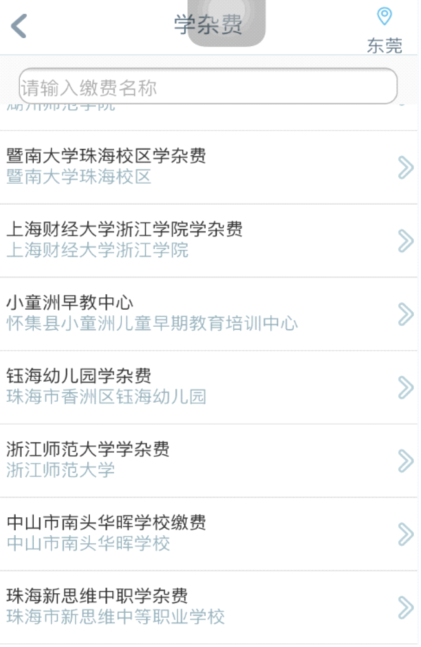 学杂费
东莞
请输入缴费名称
湖州师范学院
暨南大学珠海校区学杂费
暨南大学珠海校区
上海财经大学浙江学院学杂费
上海财经大学浙江学院
小童洲早教中心
怀集县小童洲儿童早期教育培训中心
钰海幼儿园学杂费
珠海市香洲区钰海幼儿园
浙江师范大学学杂费
浙江师范大学
中山市南头华晖学校缴费
中山市南头华晖学校
珠海新思维中职学杂费
珠海市新思维中等职业学校